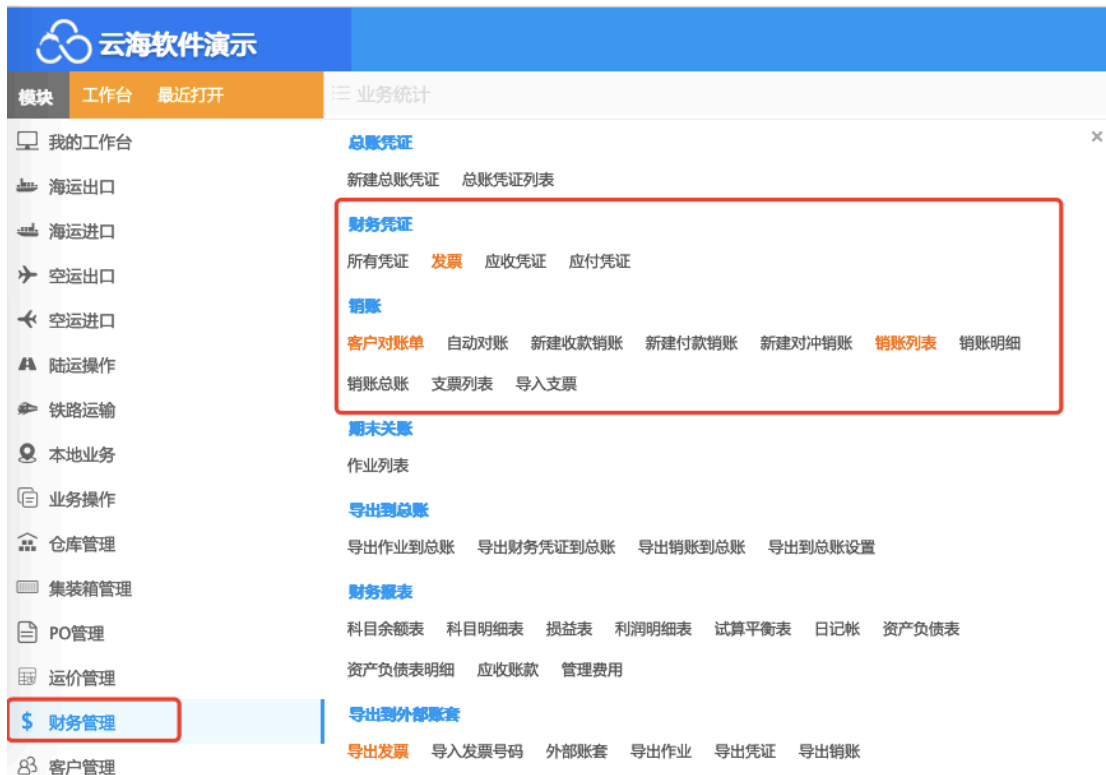 云海软件演示
模块 工作台 最近打开 业务统计
我的工作台
海运出口
海运进口
空运出口
空运进口
陆运操作
铁路运输
本地业务
业务操作
仓库管理
集装箱管理
PO管理
运价管理
财务管理
客户管理
总账凭证
新建总账凭证 总账凭证列表
财务凭证
所有凭证 发票 应收凭证 应付凭证
销账
客户对账单 自动对账 新建收款销账 新建付款销账 新建对冲销账 销账列表 销账明细
销账总账 支票列表 导入支票
期末关账
作业列表
导出到总账
导出作业到总账 导出财务凭证到总账 导出销账到总账 导出到总账设置
财务报表
科目余额表 科目明细表 损益表 利润明细表 试算平衡表 日记帐 资产负债表
资产负债表明细 应收账款 管理费用
导出到外部账套
导出发票 导入发票号码 外部账套 导出作业 导出凭证 导出销账